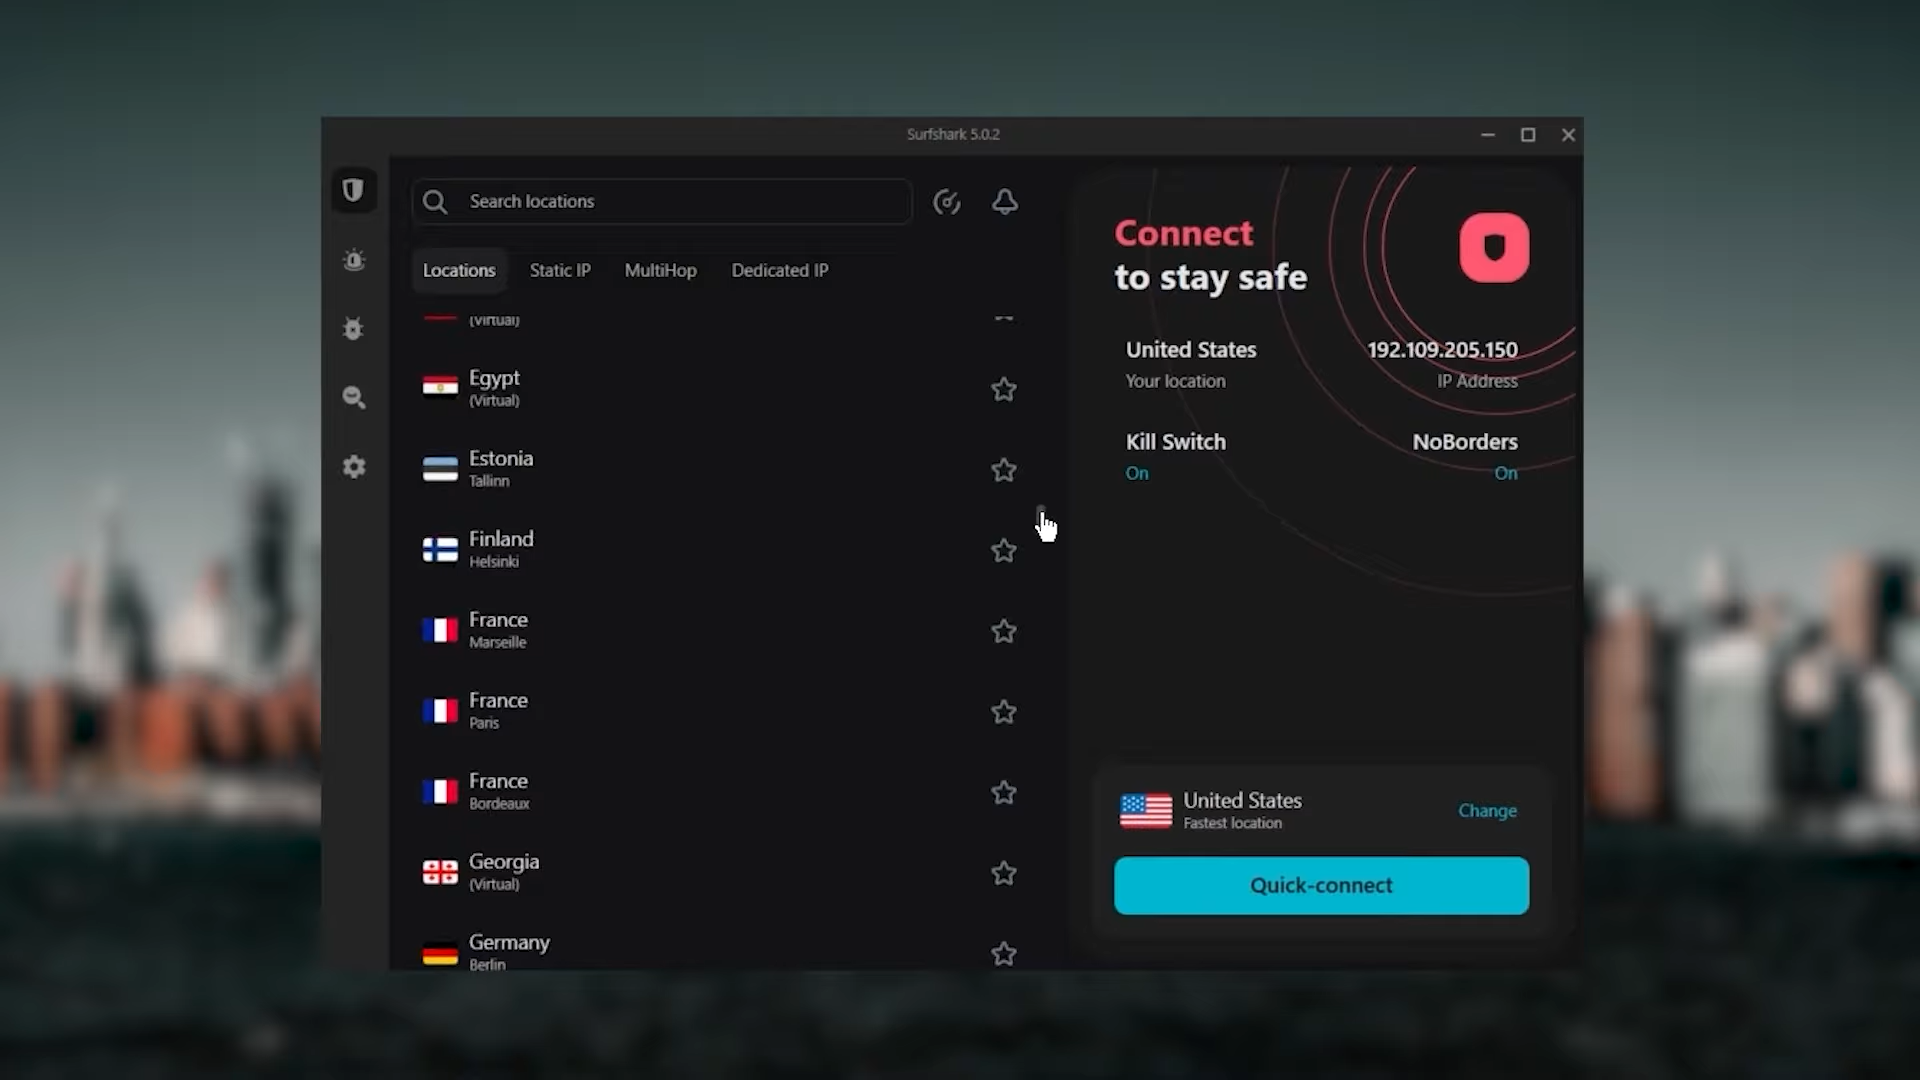 Surfshark 5.0.2
Search locations
Locations
Static IP
MultiHop
Dedicated IP
(Virtual)
Egypt
(Virtual)
Estonia
Tallinn
Finland
Helsinki
France
Marseille
France
Paris
France
Bordeaux
Georgia
(Virtual)
Germany
Berlin
Connect
to stay safe
United States
192.109.205.150
Your location
IP Address
Kill Switch
NoBorders
On
On
United States
Fastest location
Change
Quick-connect